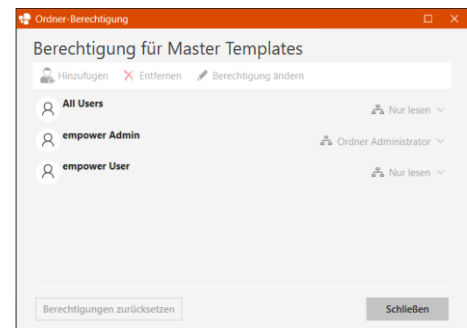 Ordner-Berechtigung
Berechtigung für Master Templates
Hinzufügen Entfernen Berechtigung ändern
All Users Nur lesen
empower Admin Ordner Administrator
empower User Nur lesen
Berechtigungen zurücksetzen Schließen